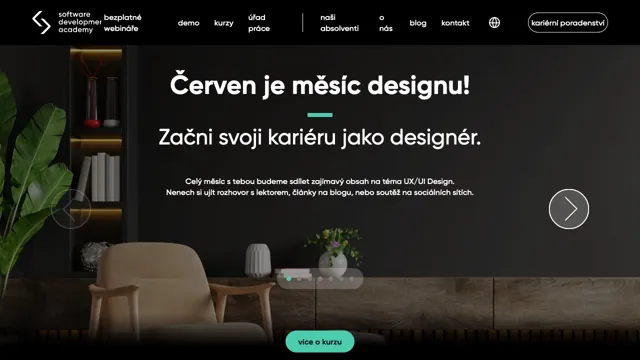 software
development
academy
bezplatné
webináře
demo
kurzy
úřad
práce
naši
absolventi
o
nás
blog
kontakt
kariérní poradenství
Červen je měsíc designu!
Začni svoji kariéru jako designér.
Celý měsíc s tebou budeme sdílet zajímavý obsah na téma UX/UI Design.
Nenech si ujít rozhovor s lektorem, články na blogu, nebo soutěž na sociálních sítích.
více o kurzu